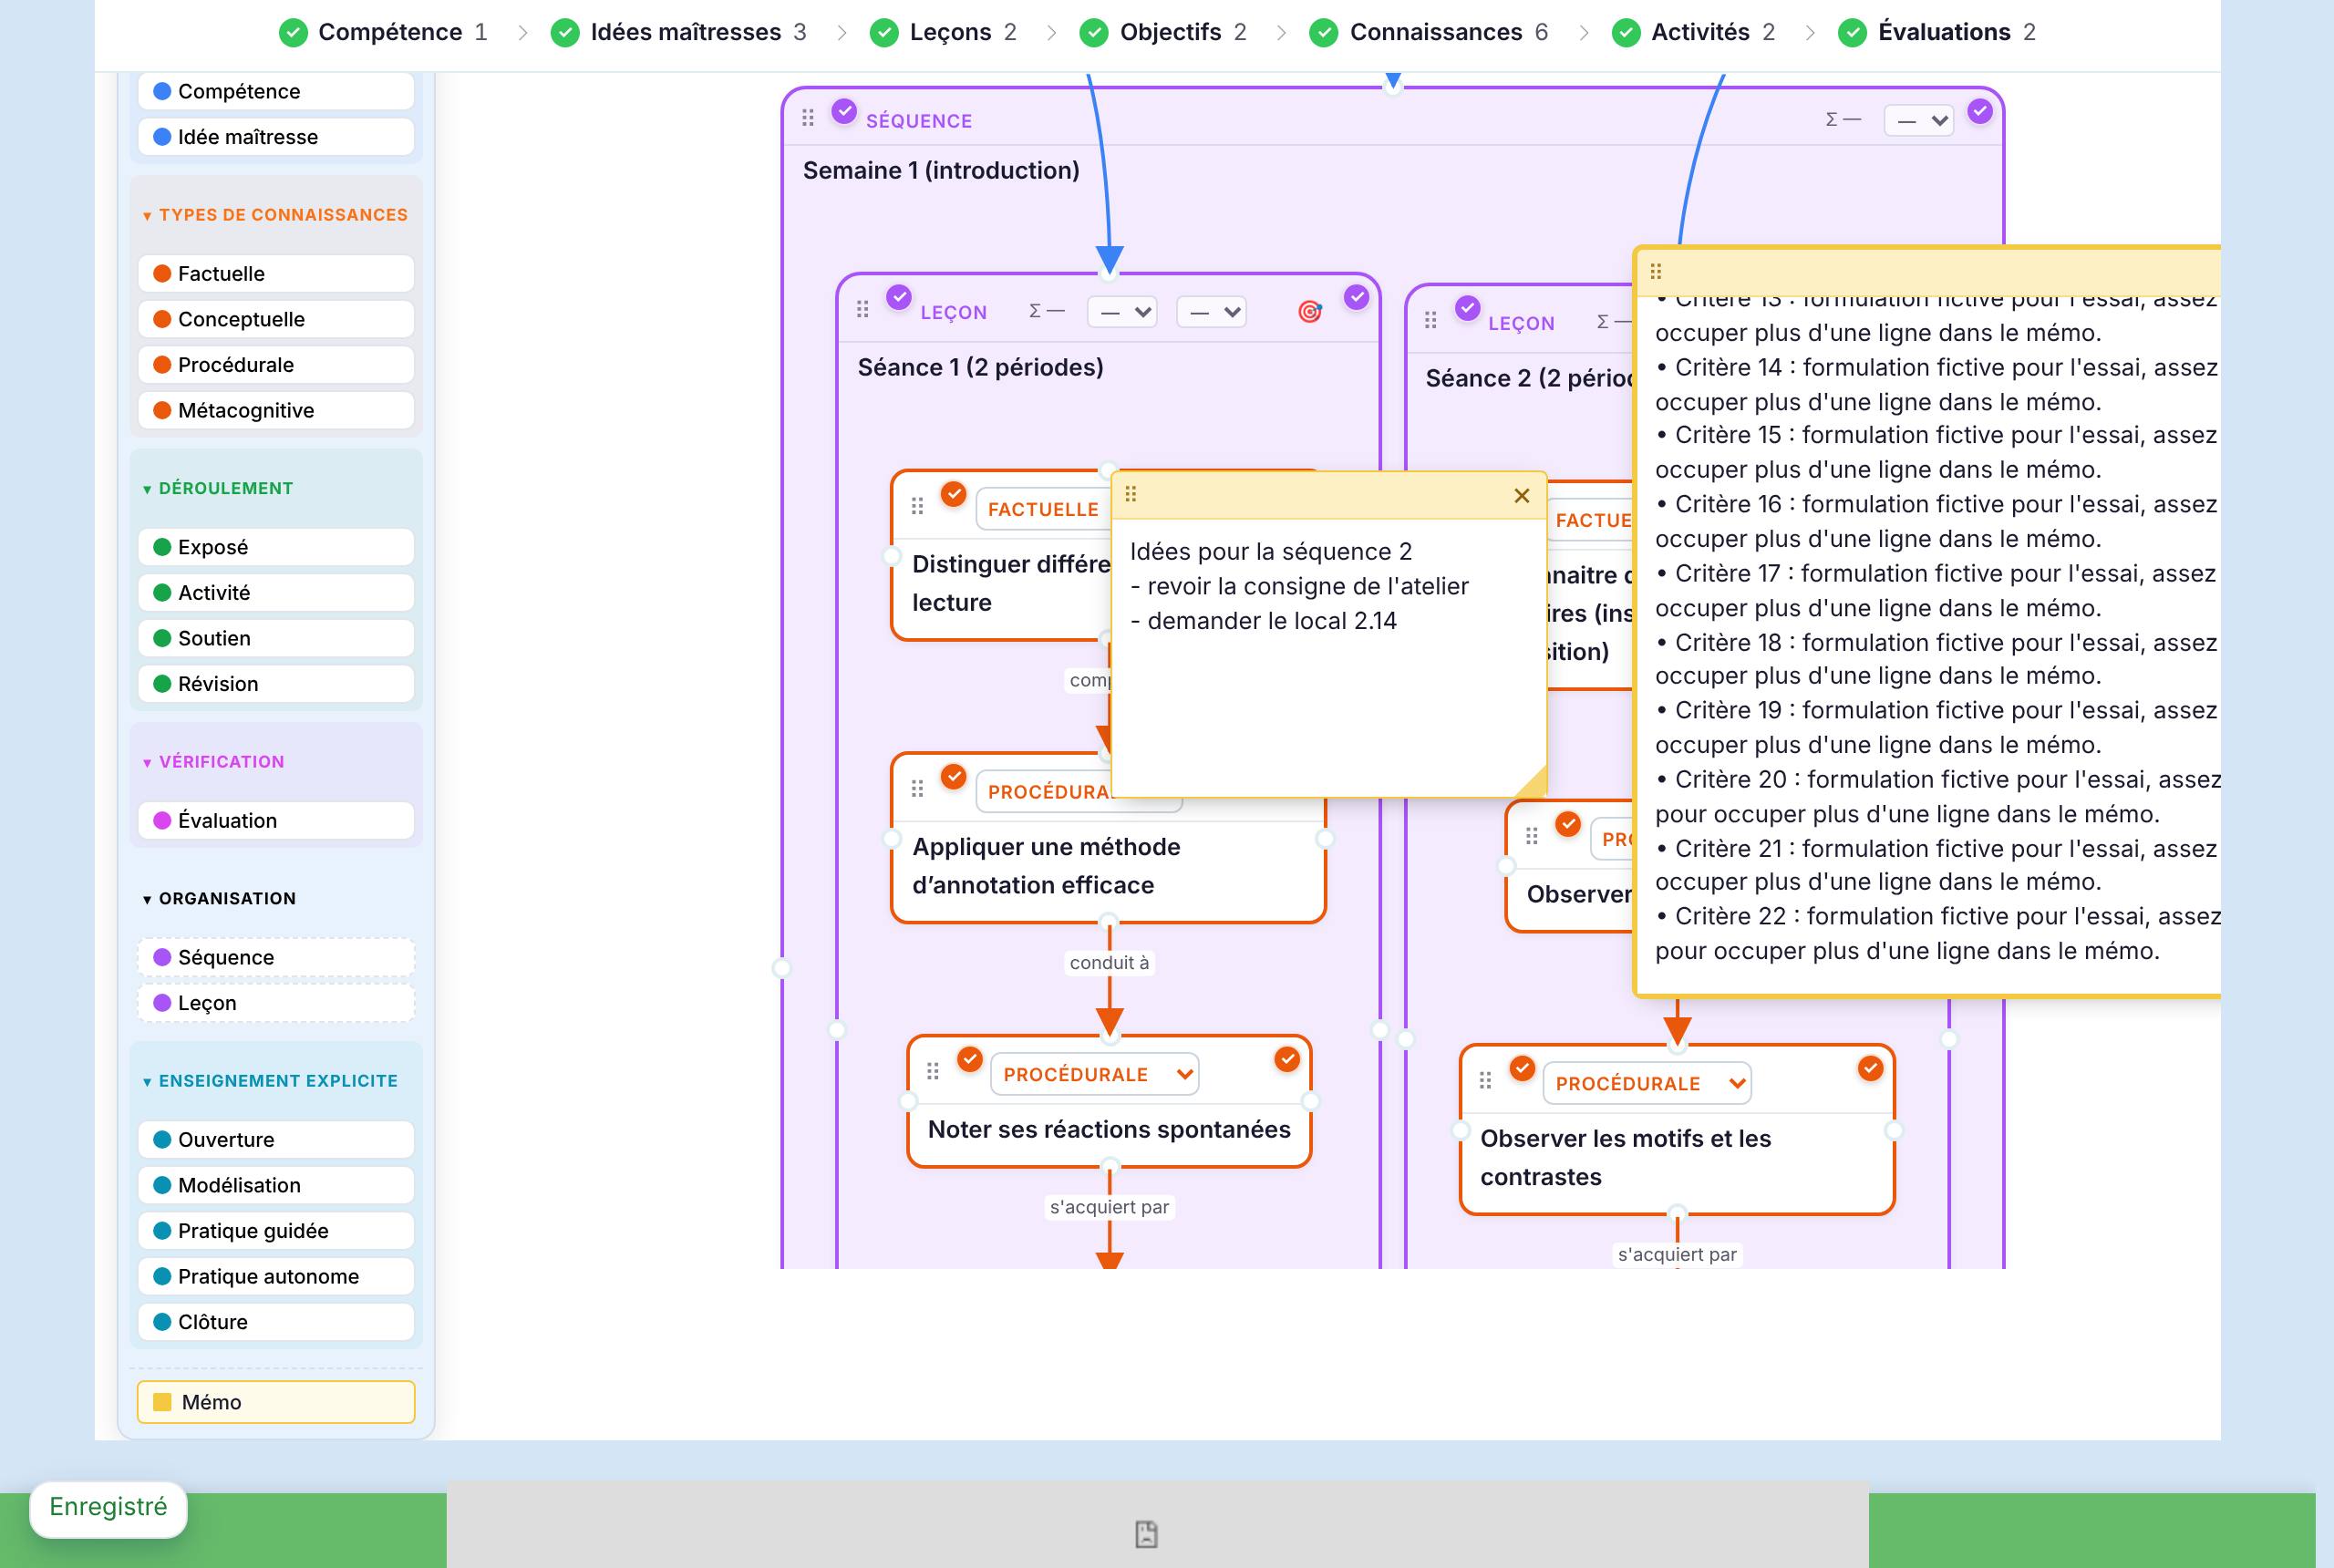 Compétence 1 Idées maîtresses 3 Leçons 2 Objectifs 2 Connaissances 6 Activités 2 Évaluations 2
Compétence
Idée maîtresse
▾ TYPES DE CONNAISSANCES
Factuelle
Conceptuelle
Procédurale
Métacognitive
▾ DÉROULEMENT
Exposé
Activité
Soutien
Révision
▾ VÉRIFICATION
Évaluation
▾ ORGANISATION
Séquence
Leçon
▾ ENSEIGNEMENT EXPLICITE
Ouverture
Modélisation
Pratique guidée
Pratique autonome
Clôture
Mémo
SÉQUENCE Σ — —
Semaine 1 (introduction)
LEÇON Σ — — —
Séance 1 (2 périodes)
FACTUELLE
Distinguer
lecture
PROCÉDURA
Appliquer une méthode
d’annotation efficace
conduit à
PROCÉDURALE
Noter ses réactions spontanées
s'acquiert par
Idées pour la séquence 2
- revoir la consigne de l'atelier
- demander le local 2.14
LEÇON Σ —
Séance 2 (2
FACTUE
sition)
Observer
PROCÉDURALE
Observer les motifs et les
contrastes
s'acquiert par
• Critère 13 : formulation fictive pour l'essai, assez
occuper plus d'une ligne dans le mémo.
• Critère 14 : formulation fictive pour l'essai, assez
occuper plus d'une ligne dans le mémo.
• Critère 15 : formulation fictive pour l'essai, assez
occuper plus d'une ligne dans le mémo.
• Critère 16 : formulation fictive pour l'essai, assez
occuper plus d'une ligne dans le mémo.
• Critère 17 : formulation fictive pour l'essai, assez
occuper plus d'une ligne dans le mémo.
• Critère 18 : formulation fictive pour l'essai, assez
occuper plus d'une ligne dans le mémo.
• Critère 19 : formulation fictive pour l'essai, assez
occuper plus d'une ligne dans le mémo.
• Critère 20 : formulation fictive pour l'essai, assez
pour occuper plus d'une ligne dans le mémo.
• Critère 21 : formulation fictive pour l'essai, assez
occuper plus d'une ligne dans le mémo.
• Critère 22 : formulation fictive pour l'essai, assez
pour occuper plus d'une ligne dans le mémo.
Enregistré